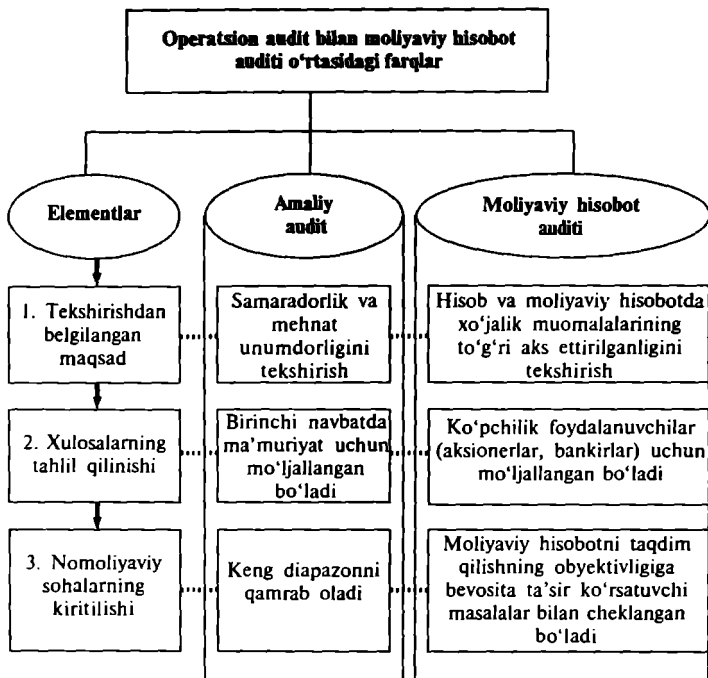 Operatsion audit bilan moliyaviy hisobot
auditi o‘rtasidagi farqlar
Elementlar
Amaliy
audit
Moliyaviy hisobot
auditi
1. Tekshirishdan
belgilangan
maqsad
Samaradorlik va
mehnat
unumdorligini
tekshirish
Hisob va moliyaviy hisobotda
xo‘jalik muomalalarining
to‘g‘ri aks ettirilganligini
tekshirish
2. Xulosalarning
tahlil qilinishi
Birinchi navbatda
ma’muriyat uchun
mo‘ljallangan
bo‘ladi
Ko‘pchilik foydalanuvchilar
(aksionerlar, bankirlar) uchun
mo‘ljallangan bo‘ladi
3. Nomoliyaviy
sohalarning
kiritilishi
Keng diapazonni
qamrab oladi
Moliyaviy hisobotni taqdim
qilishning obyektivligiga
bevosita ta’sir ko‘rsatuvchi
masalalar bilan cheklangan
bo‘ladi